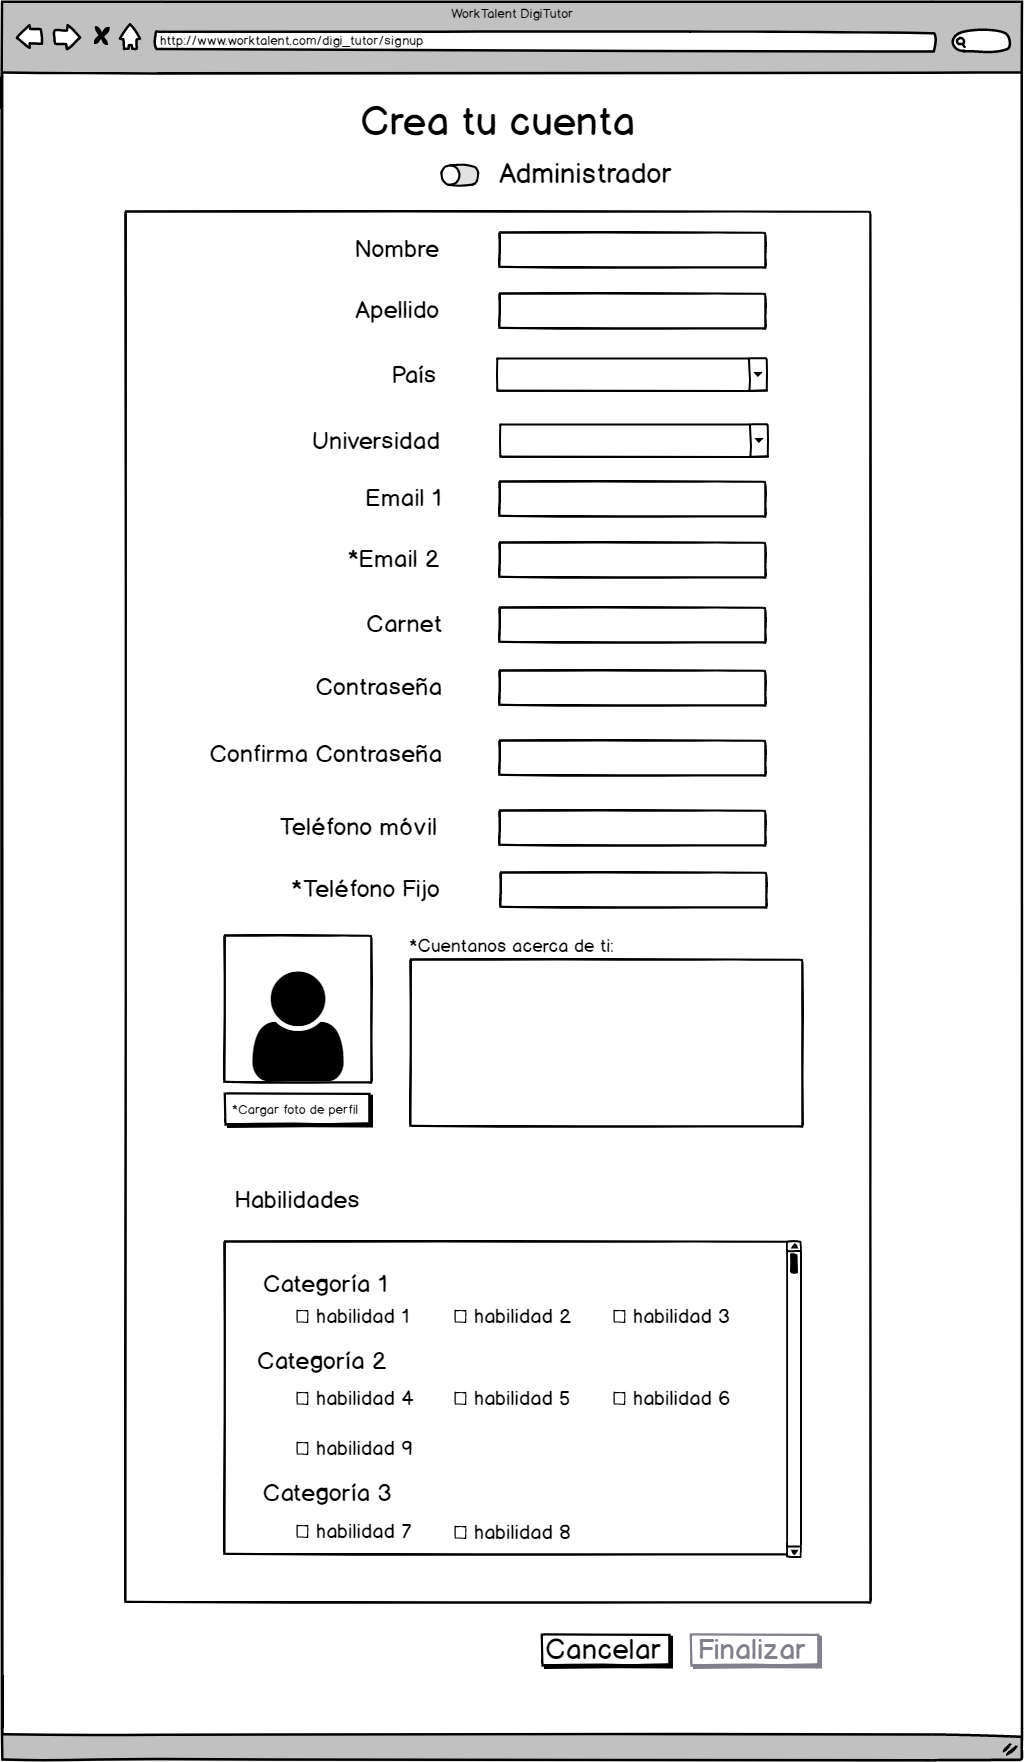 WorkTalent DigiTutor
http://www.worktalent.com/digi_tutor/signup
Crea tu cuenta
Administrador
Nombre
Apellido
País
Universidad
Email 1
*Email 2
Carnet
Contraseña
Confirma Contraseña
Teléfono móvil
*Teléfono Fijo
*Cuentanos acerca de ti:
*Cargar foto de perfil
Habilidades
Categoría 1
habilidad 1 habilidad 2 habilidad 3
Categoría 2
habilidad 4 habilidad 5 habilidad 6
habilidad 9
Categoría 3
habilidad 7 habilidad 8
Cancelar Finalizar